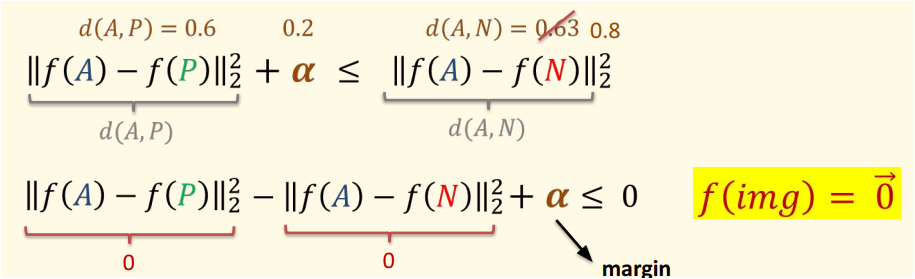 d(A, P) = 0.6 0.2 d(A, N) = 0.63 0.8
‖f(A) − f(P)‖₂² + α ≤ ‖f(A) − f(N)‖₂²
d(A, P) d(A, N)
‖f(A) − f(P)‖₂² − ‖f(A) − f(N)‖₂² + α ≤ 0 f(img) = 0⃗
0 0
margin